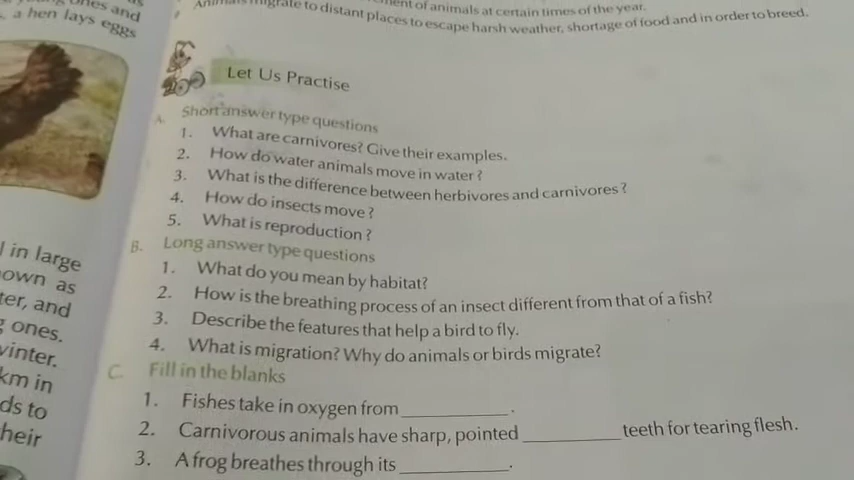 ones and
a hen lays eggs
l in large
own as
ter, and
g ones.
vinter.
km in
ds to
heir
ment of animals at certain times of the year.
Animals migrate to distant places to escape harsh weather, shortage of food and in order to breed.
Let Us Practise
A. Short answer type questions
1. What are carnivores? Give their examples.
2. How do water animals move in water?
3. What is the difference between herbivores and carnivores?
4. How do insects move?
5. What is reproduction?
B. Long answer type questions
1. What do you mean by habitat?
2. How is the breathing process of an insect different from that of a fish?
3. Describe the features that help a bird to fly.
4. What is migration? Why do animals or birds migrate?
C. Fill in the blanks
1. Fishes take in oxygen from __________.
2. Carnivorous animals have sharp, pointed __________ teeth for tearing flesh.
3. A frog breathes through its __________.